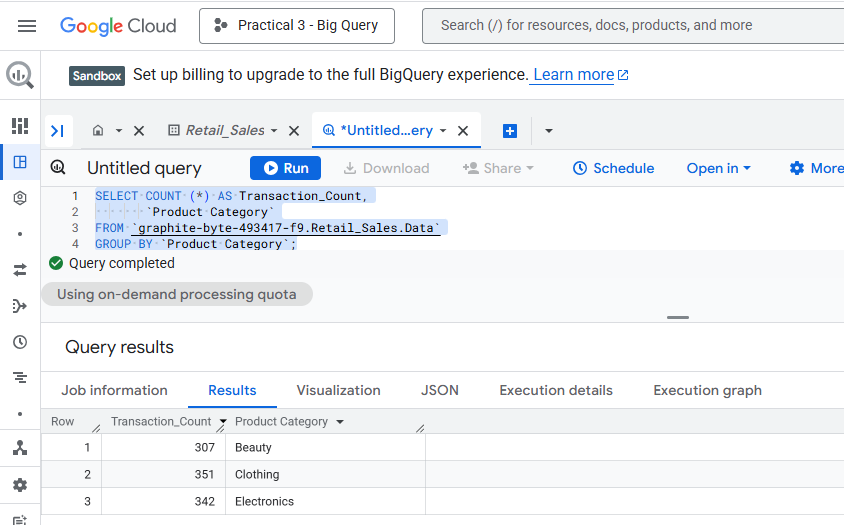 Google Cloud
Practical 3 - Big Query
Search (/) for resources, docs, products, and more
Sandbox Set up billing to upgrade to the full BigQuery experience. Learn more
Retail_Sales
*Untitled...ery
Untitled query
Run
Download
Share
Schedule
Open in
More
1 SELECT COUNT (*) AS Transaction_Count,
2 `Product Category`
3 FROM `graphite-byte-493417-f9.Retail_Sales.Data`
4 GROUP BY `Product Category`;
Query completed
Using on-demand processing quota
Query results
Job information Results Visualization JSON Execution details Execution graph
Row Transaction_Count Product Category
1 307 Beauty
2 351 Clothing
3 342 Electronics